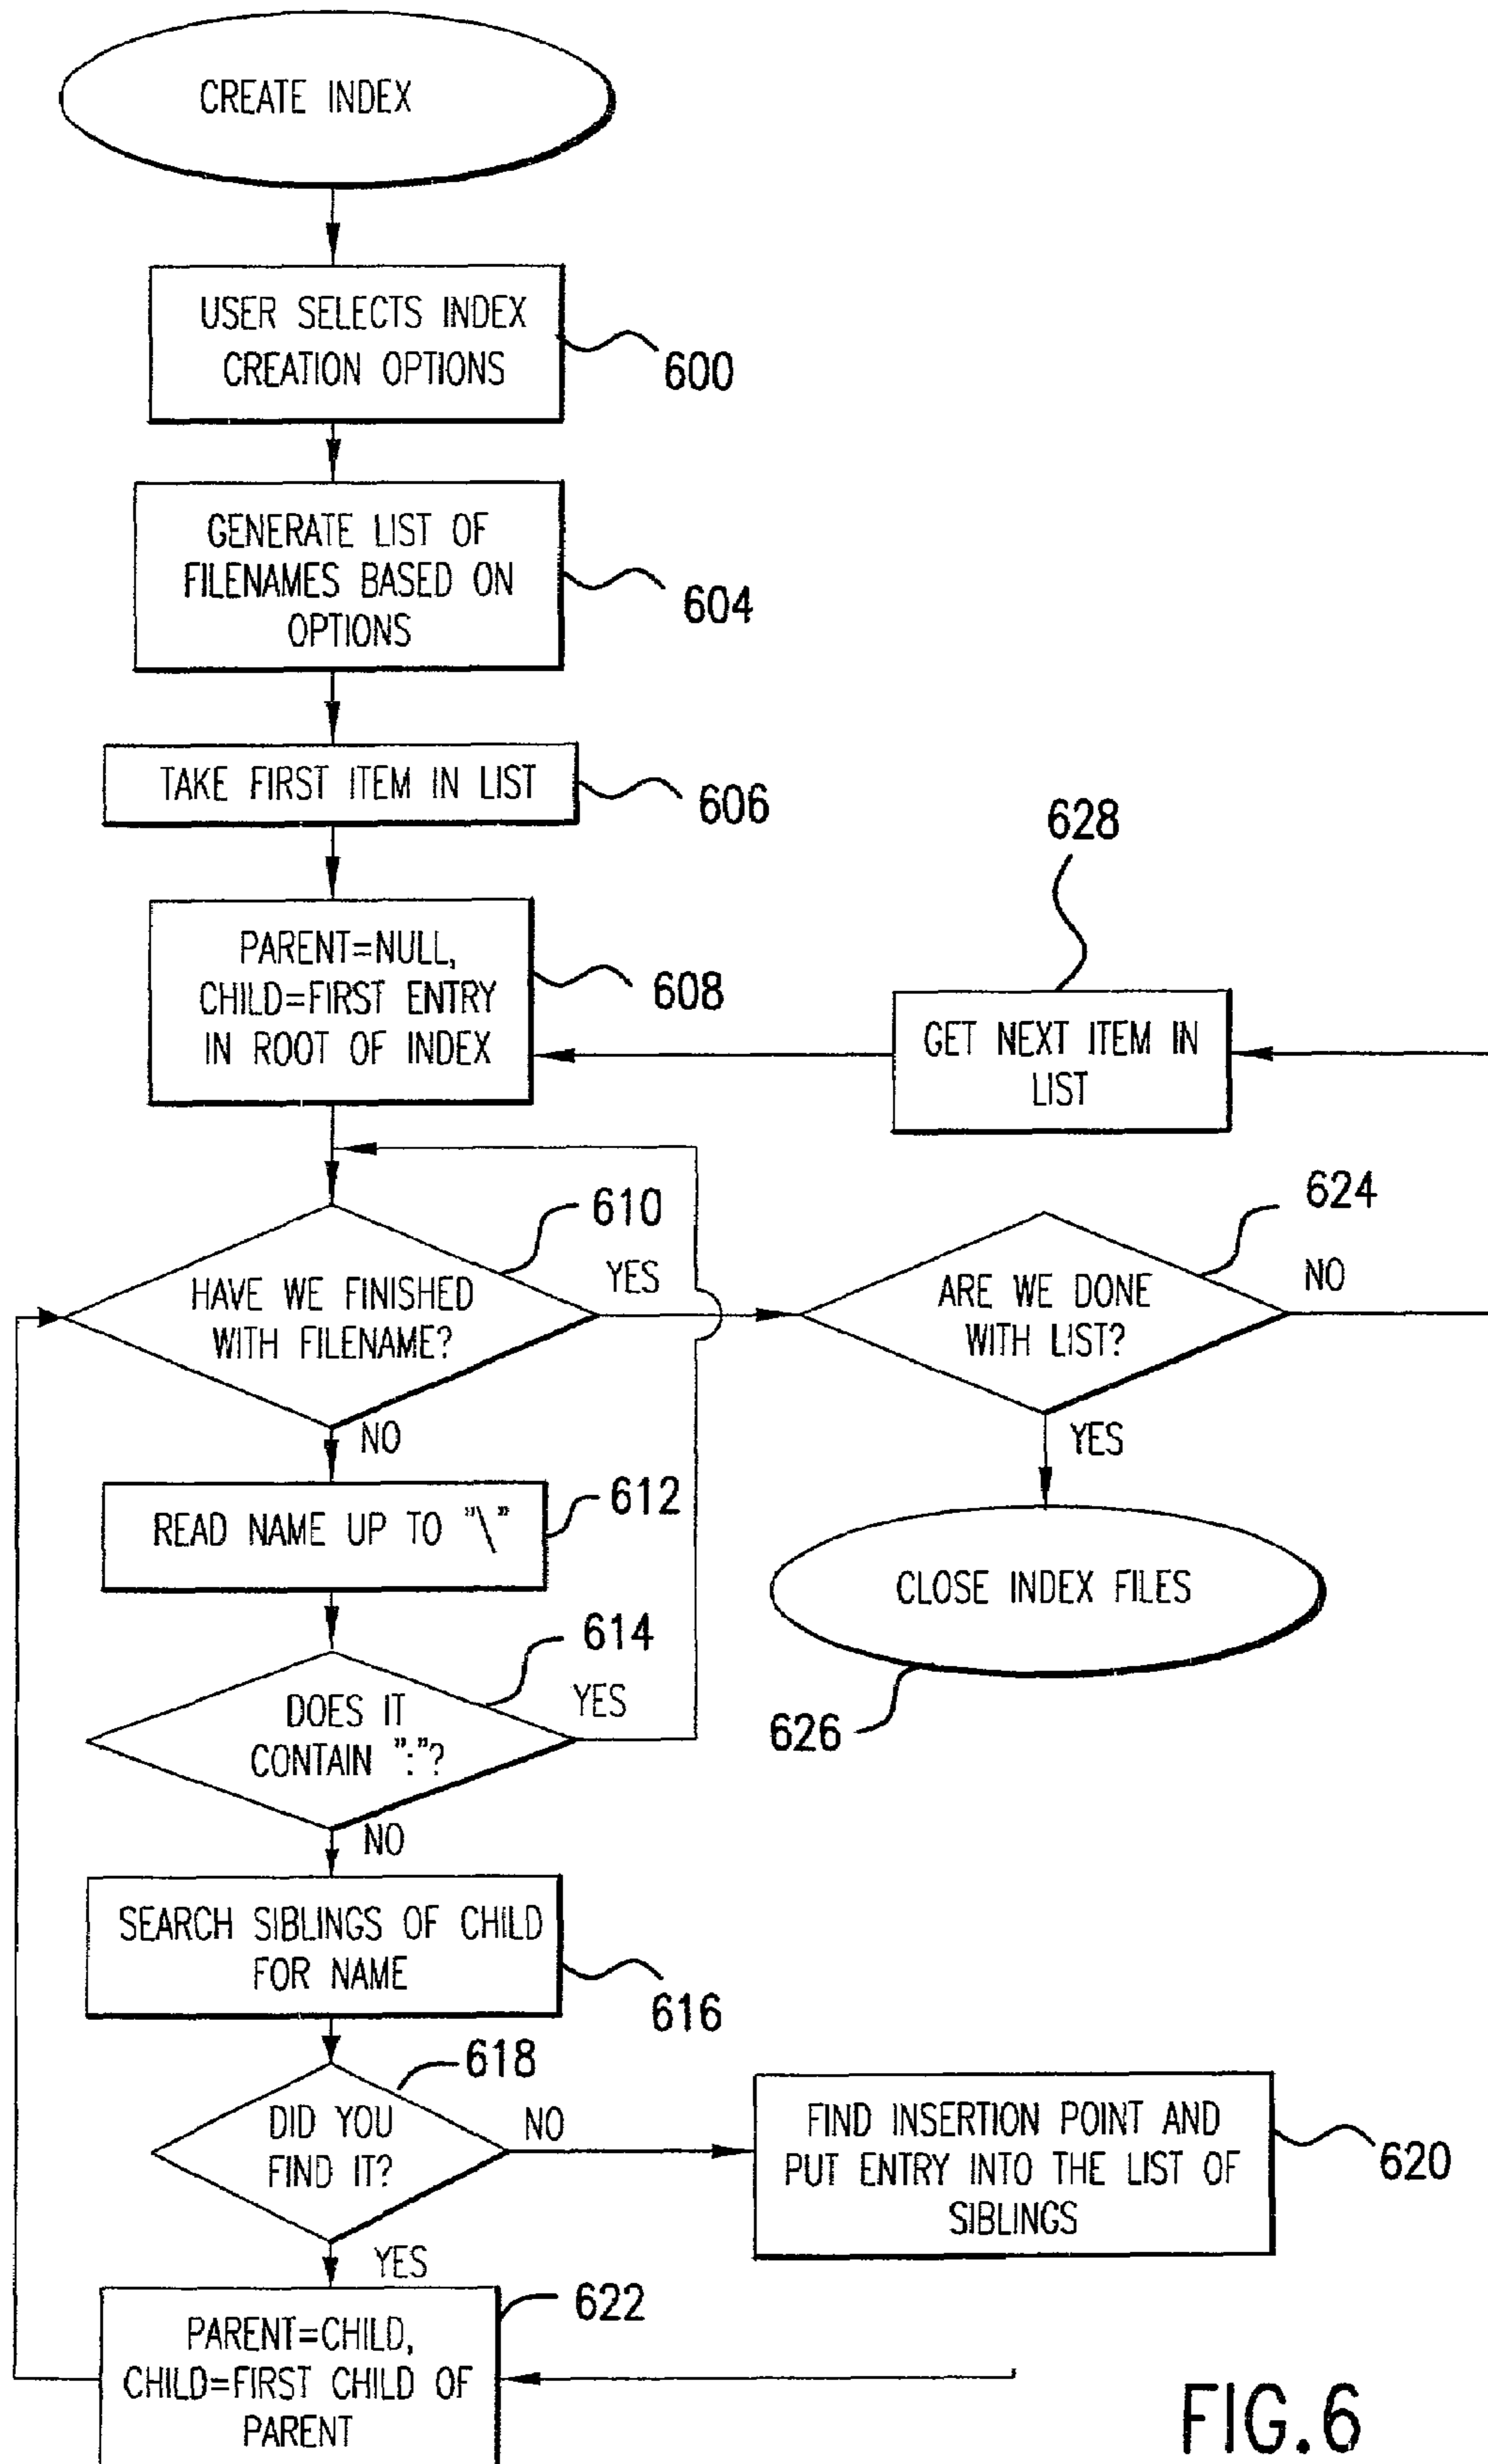 CREATE INDEX
USER SELECTS INDEX
CREATION OPTIONS
600
GENERATE LIST OF
FILENAMES BASED ON
OPTIONS
604
TAKE FIRST ITEM IN LIST
606
628
PARENT=NULL,
CHILD=FIRST ENTRY
IN ROOT OF INDEX
608
GET NEXT ITEM IN
LIST
610
HAVE WE FINISHED
WITH FILENAME?
YES
NO
624
ARE WE DONE
WITH LIST?
NO
YES
READ NAME UP TO "\"
612
CLOSE INDEX FILES
626
614
DOES IT
CONTAIN ":"?
YES
NO
SEARCH SIBLINGS OF CHILD
FOR NAME
616
618
DID YOU
FIND IT?
NO
YES
FIND INSERTION POINT AND
PUT ENTRY INTO THE LIST OF
SIBLINGS
620
622
PARENT=CHILD,
CHILD=FIRST CHILD OF
PARENT
FIG.6